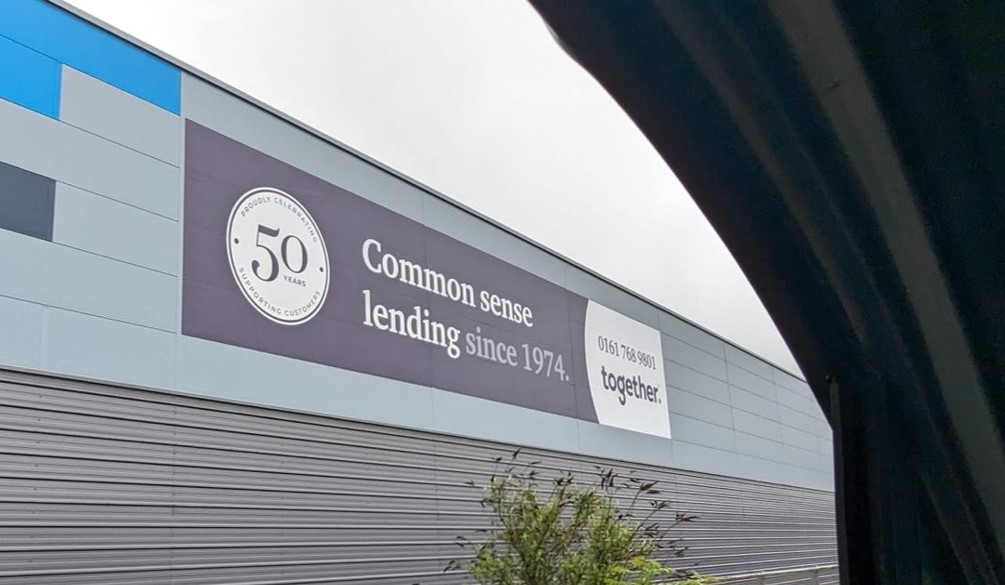 PROUDLY CELEBRATING
50
YEARS
SUPPORTING CUSTOMERS
Common sense
lending since 1974.
0161 768 9801
together.